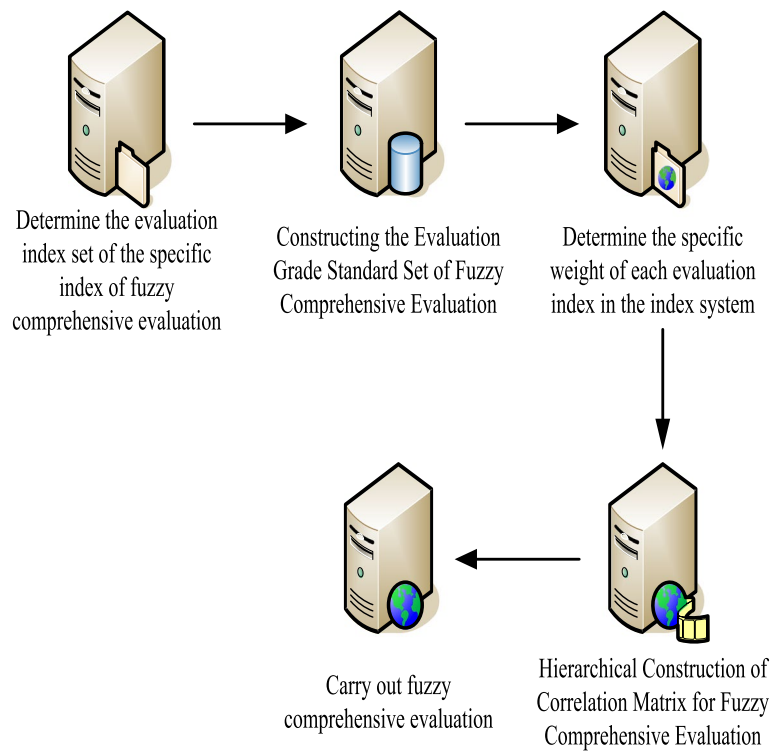 Determine the evaluation
index set of the specific
index of fuzzy
comprehensive evaluation
Constructing the Evaluation
Grade Standard Set of Fuzzy
Comprehensive Evaluation
Determine the specific
weight of each evaluation
index in the index system
Hierarchical Construction of
Correlation Matrix for Fuzzy
Comprehensive Evaluation
Carry out fuzzy
comprehensive evaluation